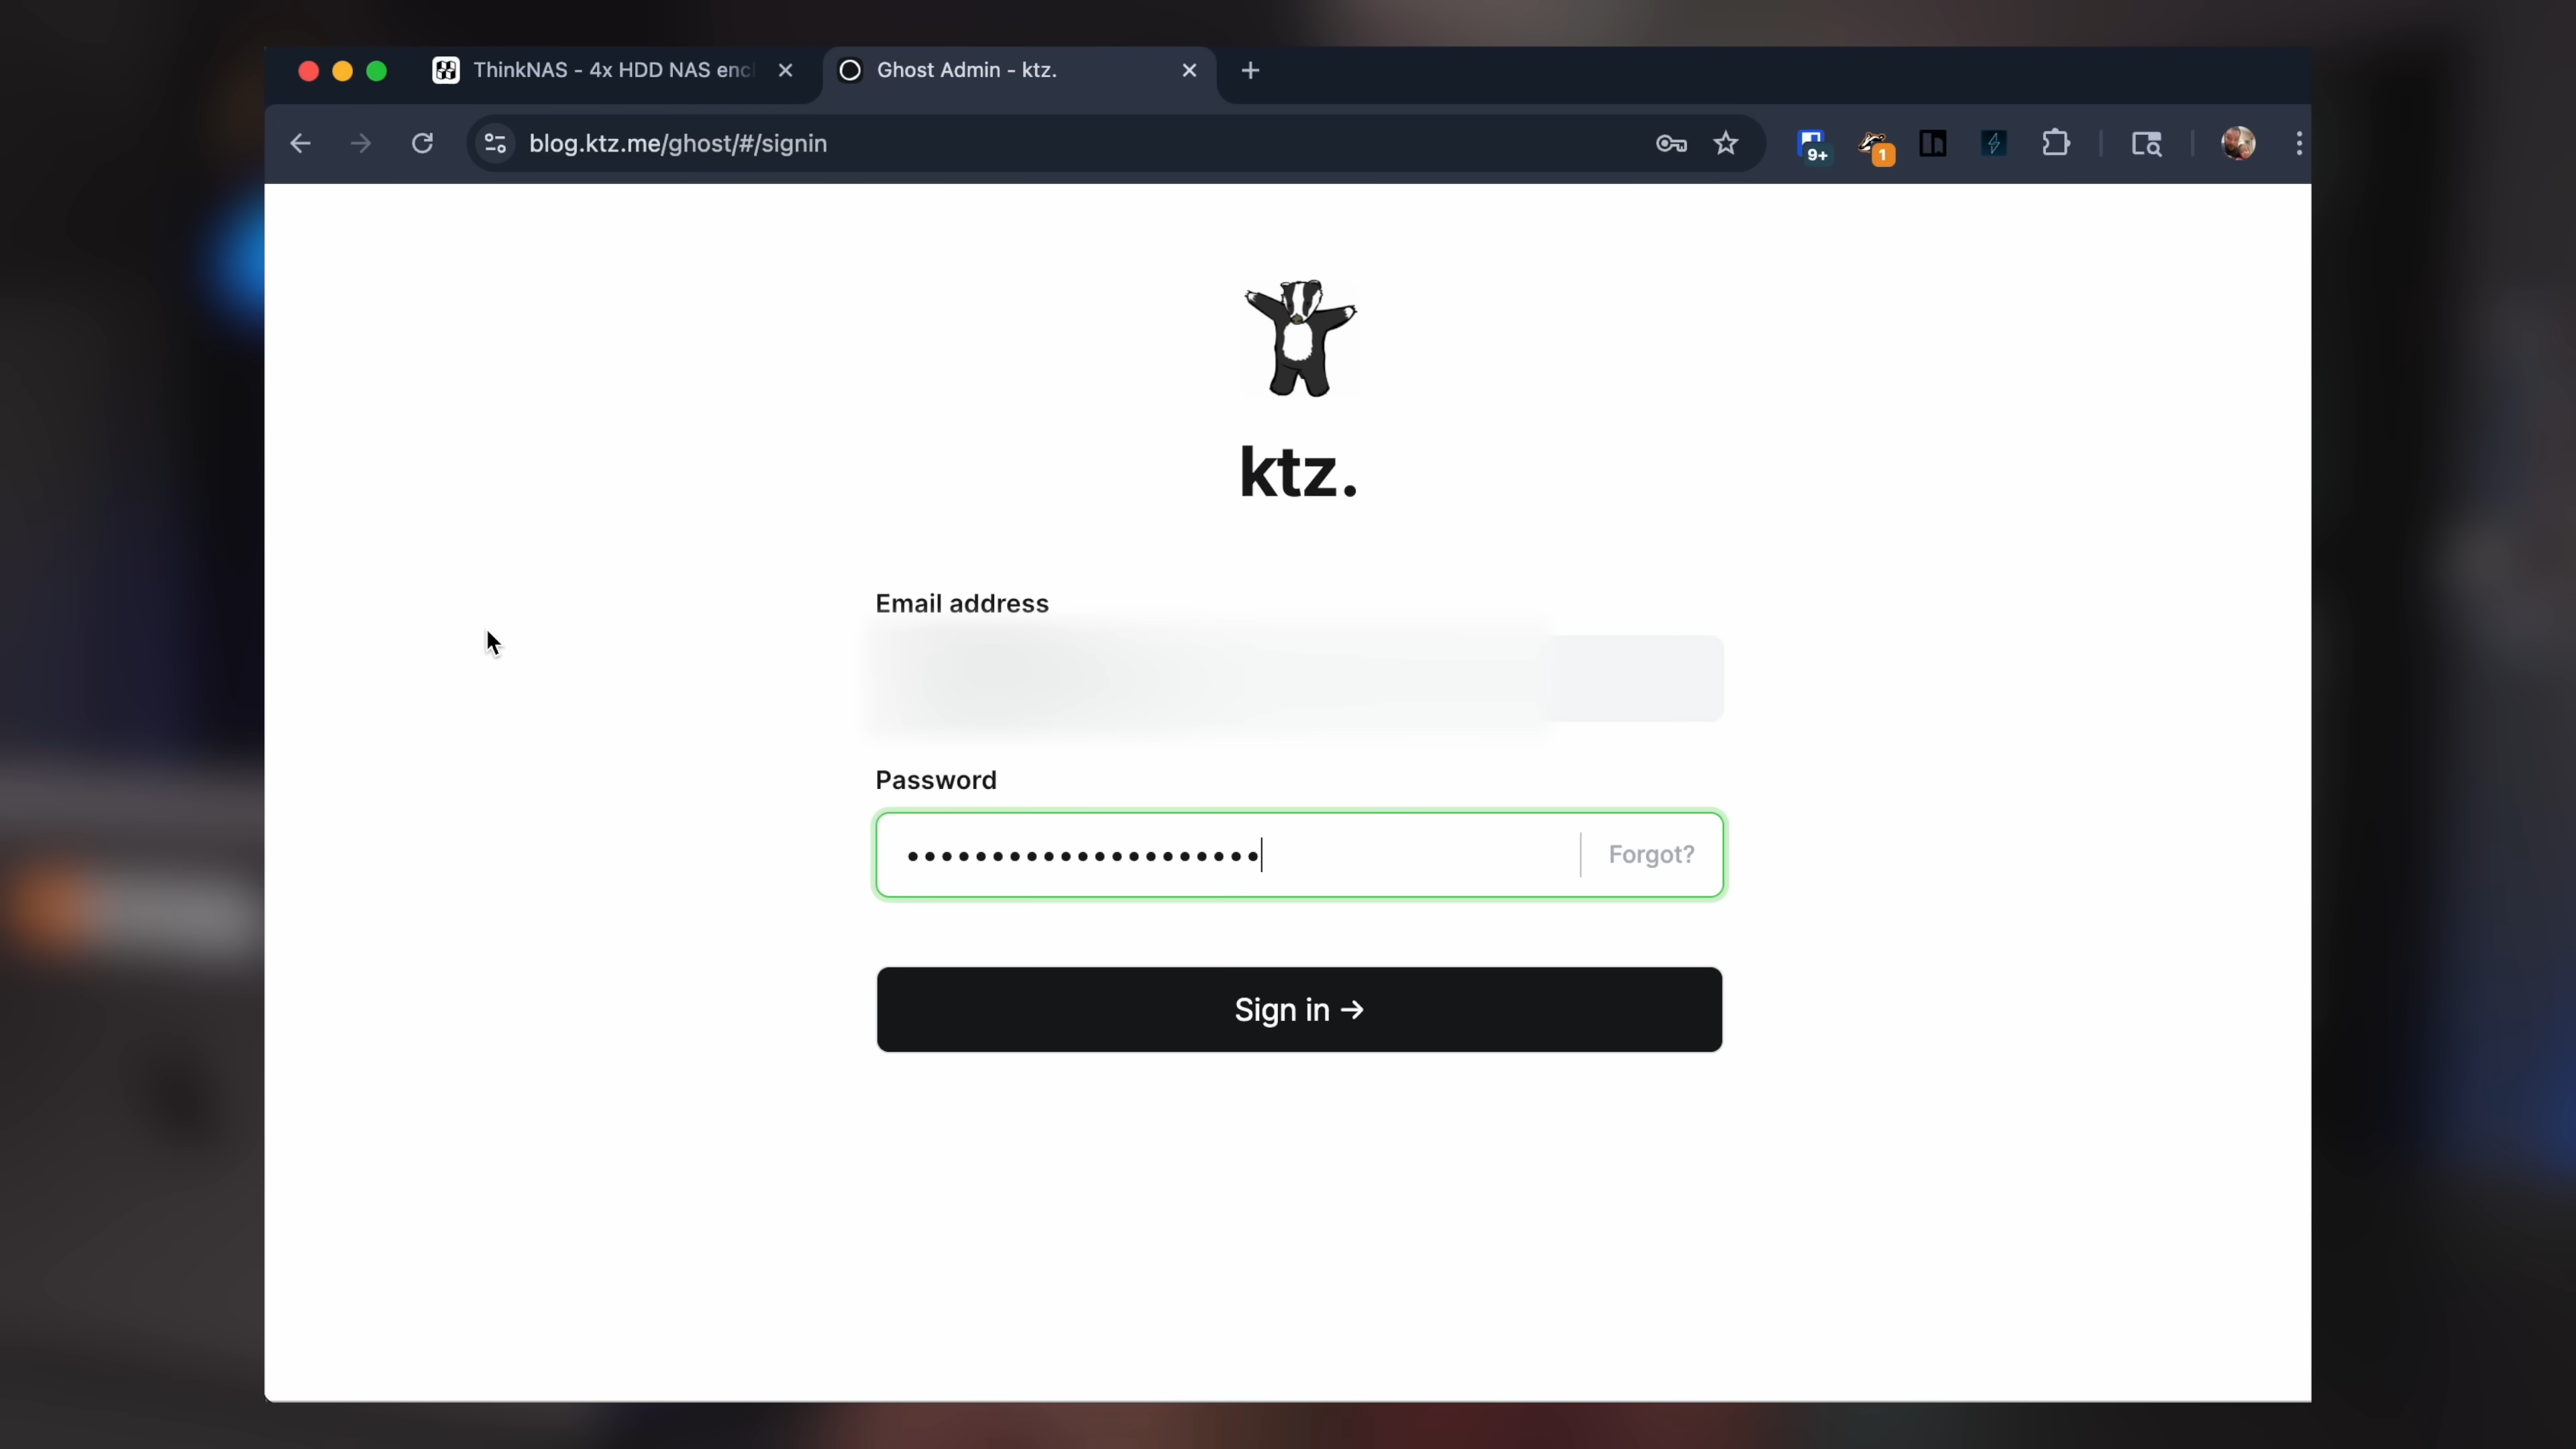 ThinkNAS - 4x HDD NAS encl
Ghost Admin - ktz.
blog.ktz.me/ghost/#/signin
9+
1
ktz.
Email address
Password
••••••••••••••••••••• Forgot?
Sign in →